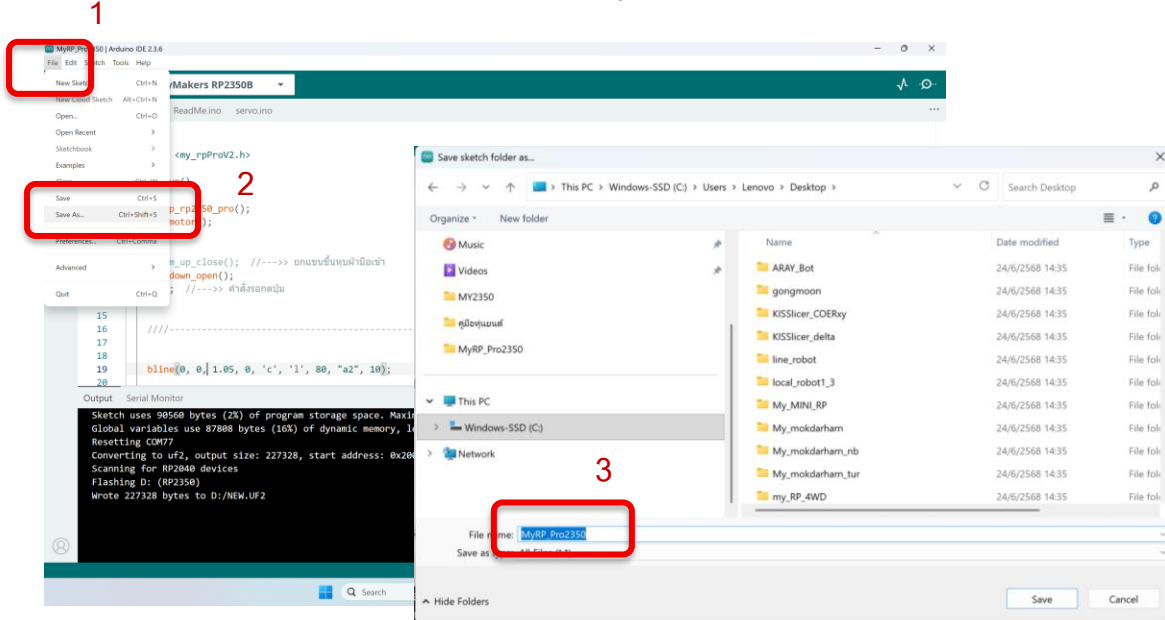 1
MyRP_Pro2350 | Arduino IDE 2.3.6
File Edit Sketch Tools Help
New Sketch Ctrl+N
New Cloud Sketch Alt+Ctrl+N
Open... Ctrl+O
Open Recent
Sketchbook
Examples
Close Ctrl+W
2
Save Ctrl+S
Save As... Ctrl+Shift+S
Preferences... Ctrl+Comma
Advanced
Quit Ctrl+Q
yMakers RP2350B
ReadMe.ino servo.ino
<my_rpProV2.h>
p_rp2350_pro();
motor();
m_up_close(); //--->> ยกแขนขึ้นหุบฝ่ามือเข้า
down_open();
; //--->> คำสั่งรอกดปุ่ม
15
16 ////----------------------------------------
17
18
19 bline(0, 0, 1.05, 0, 'c', 'l', 80, "a2", 10);
20
Output Serial Monitor
Sketch uses 90560 bytes (2%) of program storage space.
Global variables use 87808 bytes (16%) of dynamic memory,
Resetting COM77
Converting to uf2, output size: 227328, start address:
Scanning for RP2040 devices
Flashing D: (RP2350)
Wrote 227328 bytes to D:/NEW.UF2
Search
Save sketch folder as...
This PC > Windows-SSD (C:) > Users > Lenovo > Desktop >
Search Desktop
Organize New folder
Music
Videos
MY2350
คู่มือหุ่นยนต์
MyRP_Pro2350
This PC
Windows-SSD (C:)
Network
Name Date modified Type
ARAY_Bot 24/6/2568 14:35 File fol
gongmoon 24/6/2568 14:35 File fol
KISSlicer_COERxy 24/6/2568 14:35 File fol
KISSlicer_delta 24/6/2568 14:35 File fol
line_robot 24/6/2568 14:35 File fol
local_robot1_3 24/6/2568 14:35 File fol
My_MINI_RP 24/6/2568 14:35 File fol
My_mokdarharn 24/6/2568 14:35 File fol
My_mokdarharn_nb 24/6/2568 14:35 File fol
My_mokdarharn_tur 24/6/2568 14:35 File fol
my_RP_4WD 24/6/2568 14:35 File fol
3
File name: MyRP_Pro2350
Save as
Hide Folders
Save Cancel